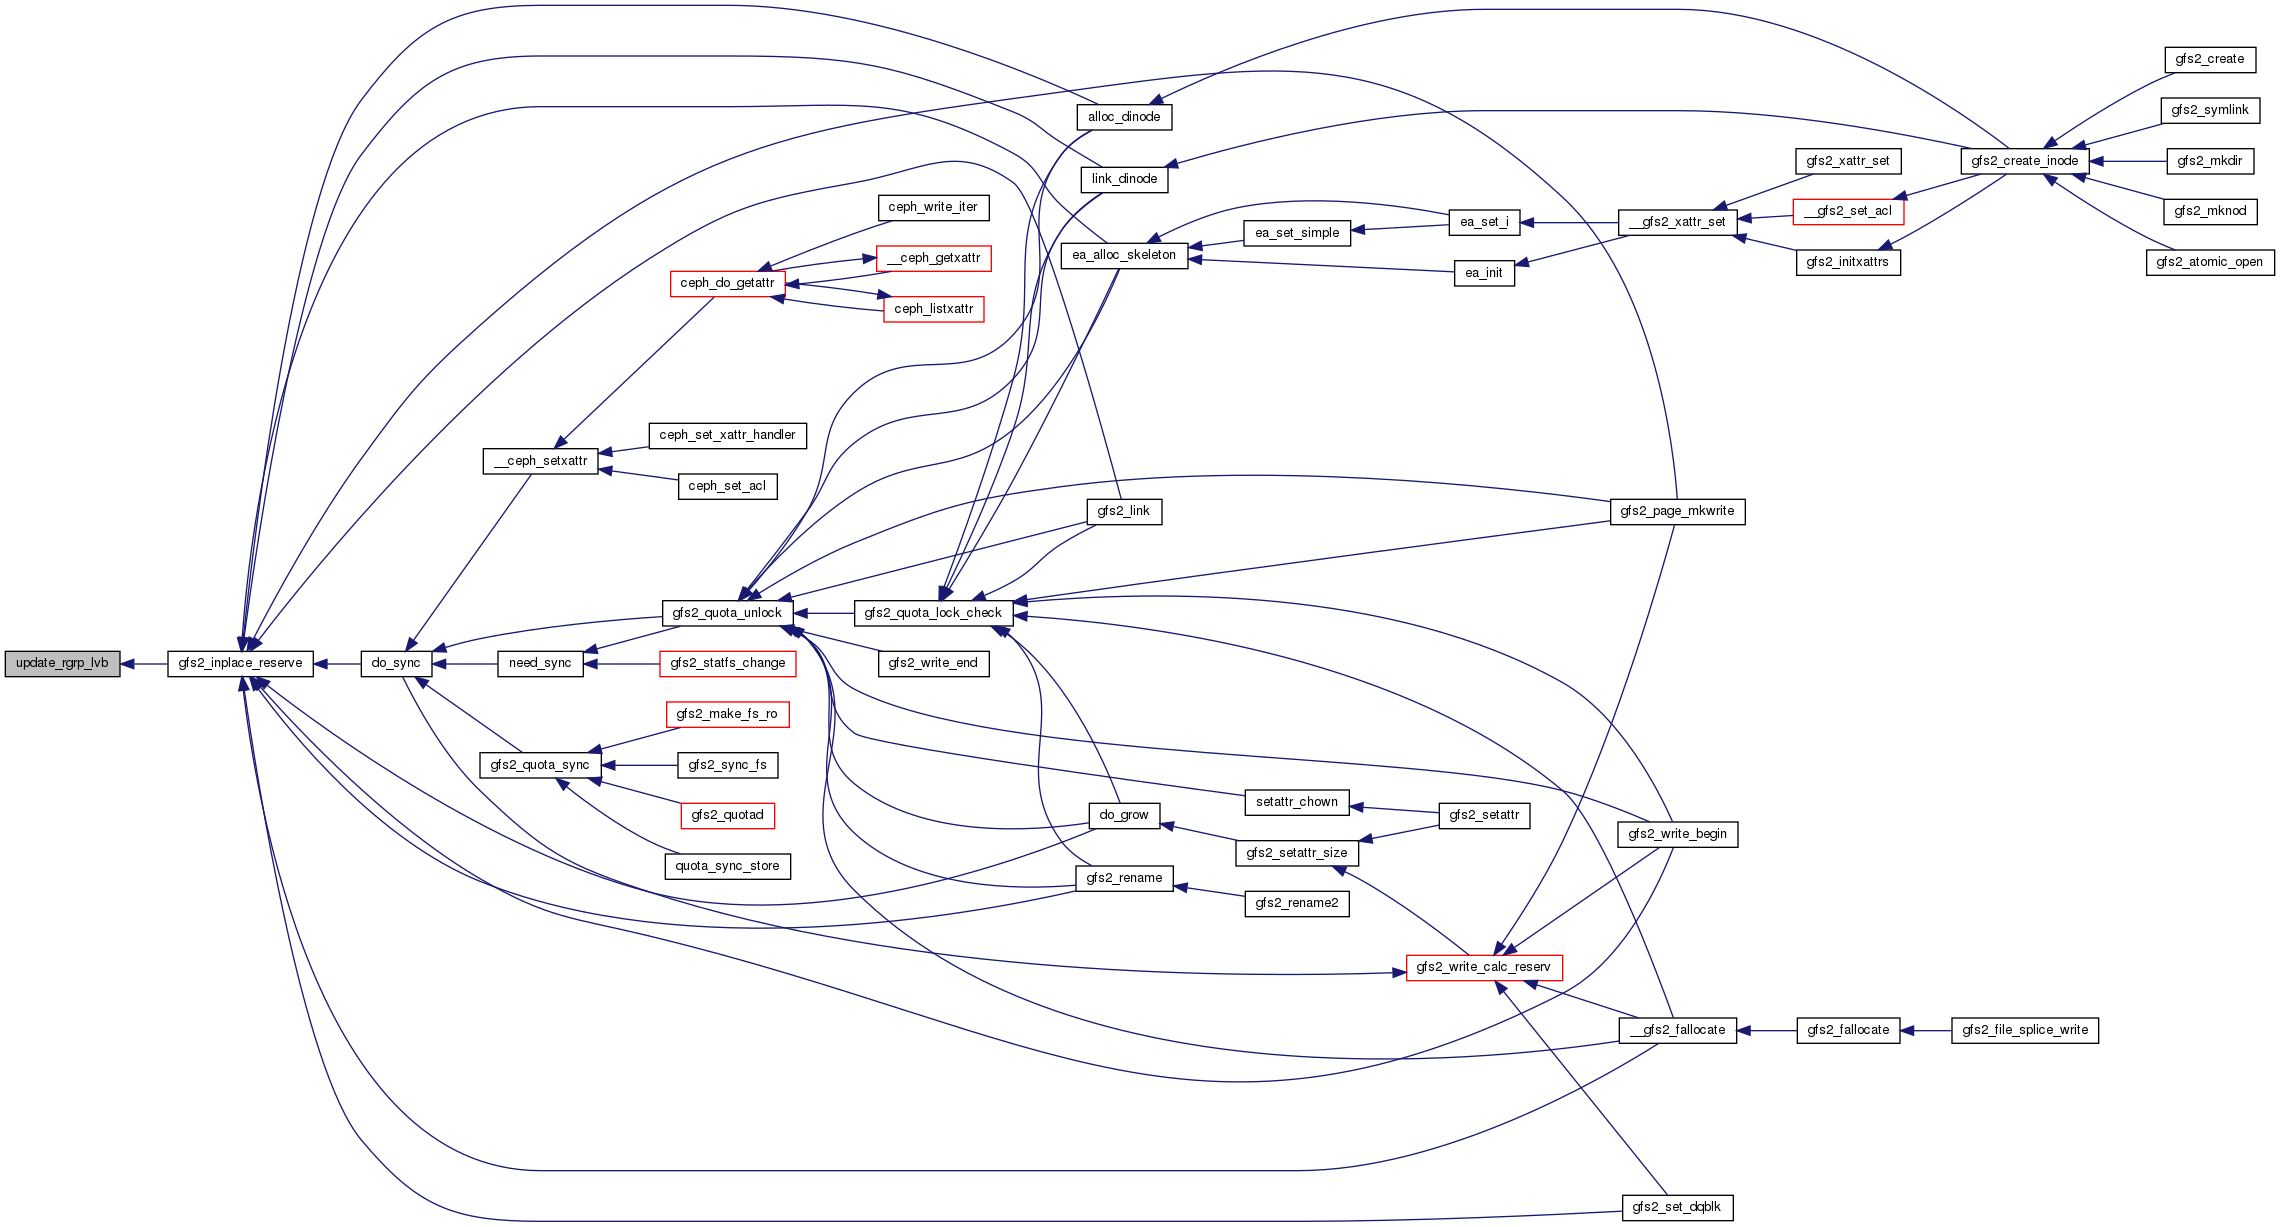 update_rgrp_lvb
gfs2_inplace_reserve
do_sync
__ceph_setxattr
need_sync
gfs2_quota_sync
ceph_do_getattr
ceph_set_xattr_handler
ceph_set_acl
gfs2_quota_unlock
gfs2_statfs_change
gfs2_make_fs_ro
gfs2_sync_fs
gfs2_quotad
quota_sync_store
ceph_write_iter
__ceph_getxattr
ceph_listxattr
gfs2_quota_lock_check
gfs2_write_end
alloc_dinode
link_dinode
ea_alloc_skeleton
gfs2_link
do_grow
gfs2_rename
ea_set_simple
setattr_chown
gfs2_setattr_size
gfs2_rename2
ea_set_i
ea_init
gfs2_setattr
gfs2_write_calc_reserv
__gfs2_xattr_set
gfs2_page_mkwrite
gfs2_write_begin
__gfs2_fallocate
gfs2_set_dqblk
gfs2_xattr_set
__gfs2_set_acl
gfs2_initxattrs
gfs2_fallocate
gfs2_create_inode
gfs2_file_splice_write
gfs2_create
gfs2_symlink
gfs2_mkdir
gfs2_mknod
gfs2_atomic_open